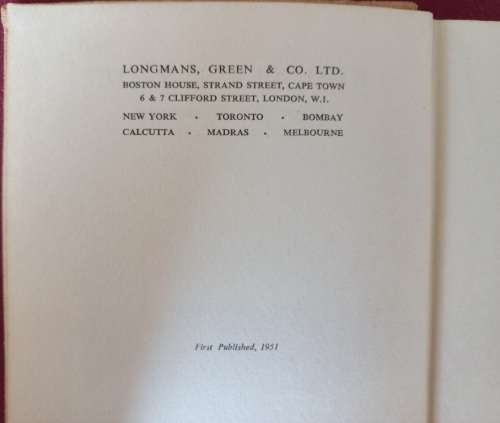 LONGMANS, GREEN & CO. LTD.
BOSTON HOUSE, STRAND STREET, CAPE TOWN
6 & 7 CLIFFORD STREET, LONDON, W.1.
NEW YORK · TORONTO · BOMBAY
CALCUTTA · MADRAS · MELBOURNE
First Published, 1951